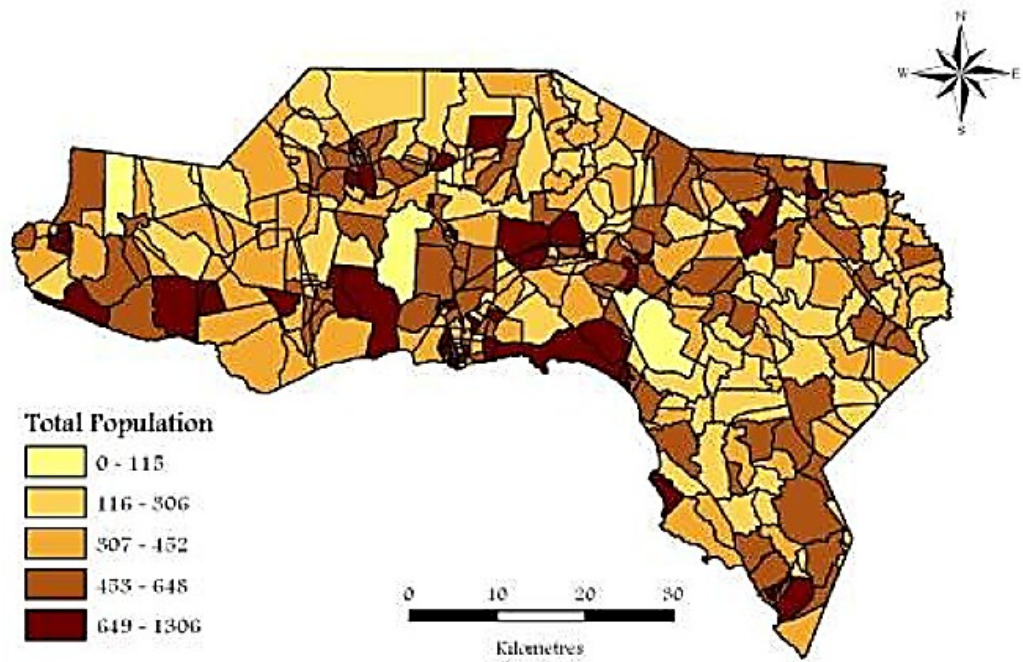 N
W E
S
Total Population
0 - 115
116 - 306
307 - 452
453 - 648
649 - 1306
0 10 20 30
Kilometres